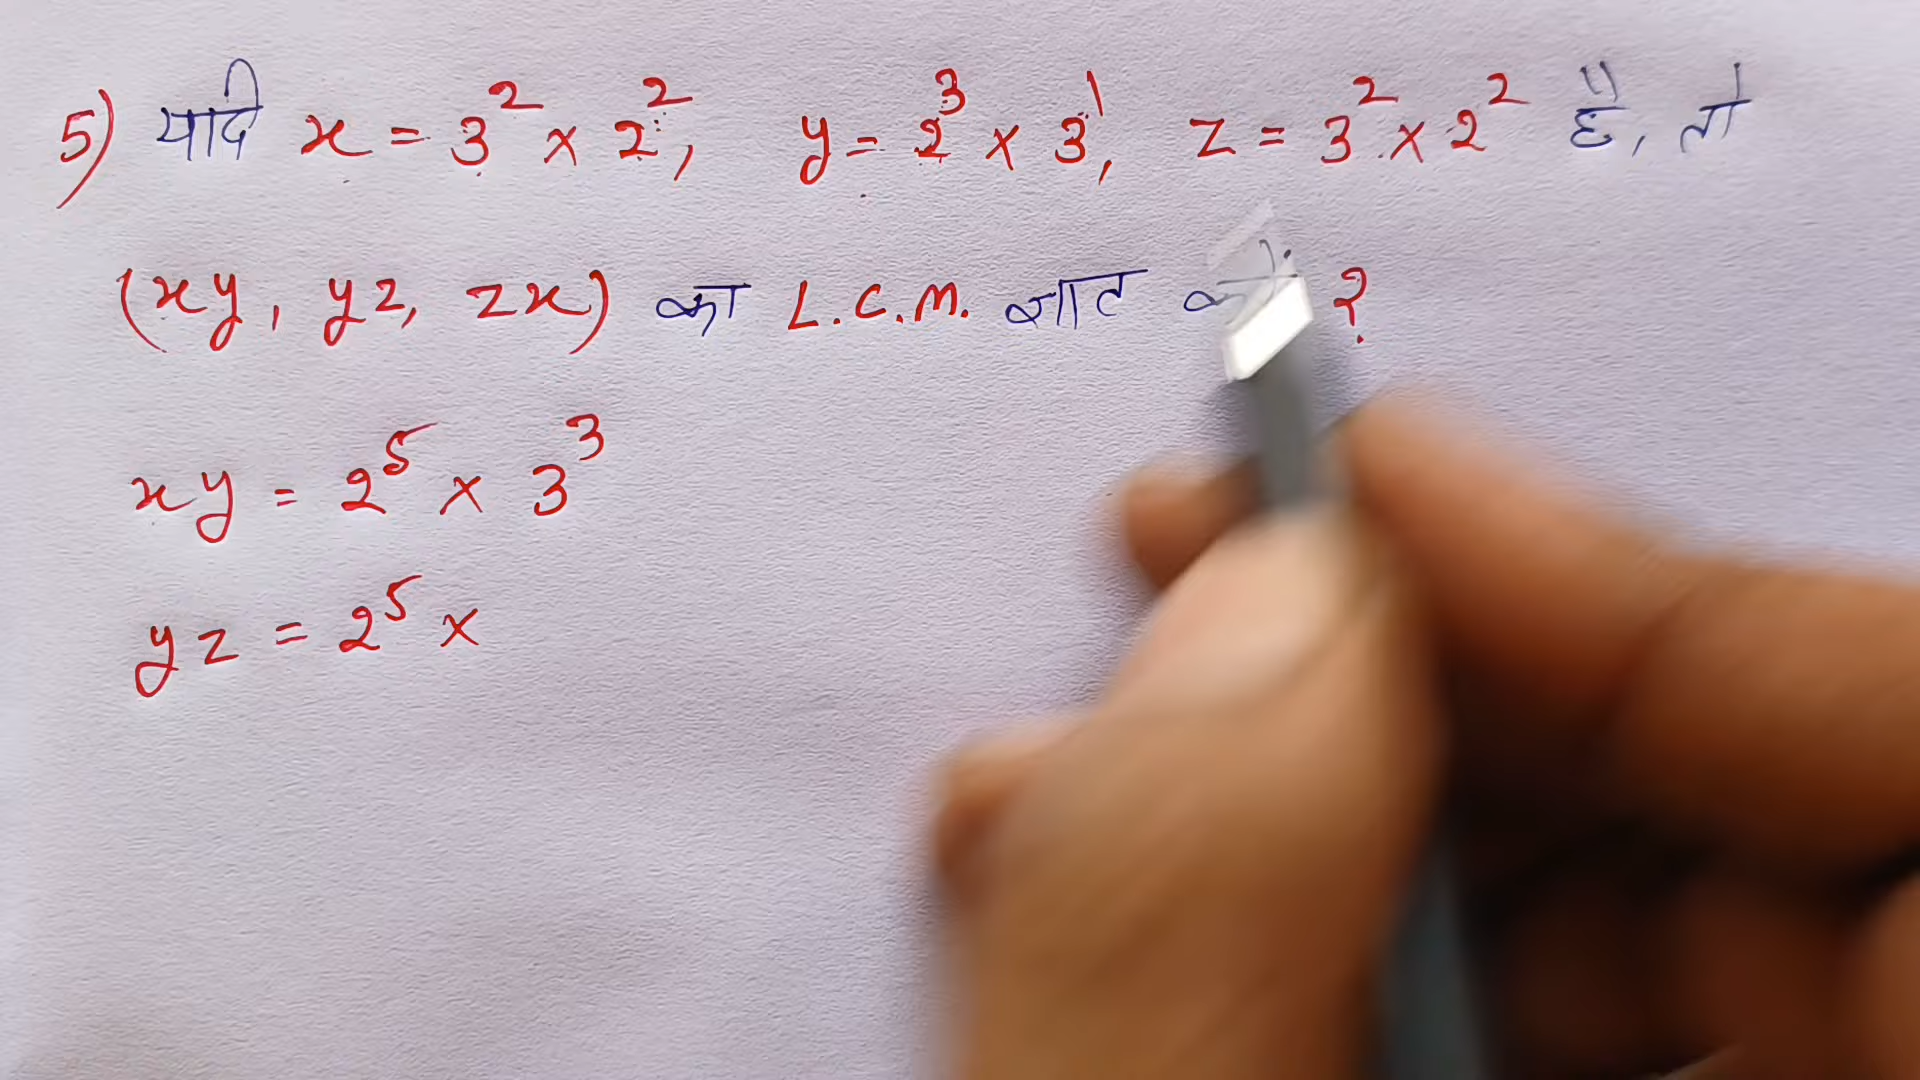 5) यदि x = 3² × 2², y = 2³ × 3¹, z = 3² × 2² हैं, तो
(xy, yz, zx) का L.C.M. ज्ञात ?
xy = 2⁵ × 3³
yz = 2⁵ ×